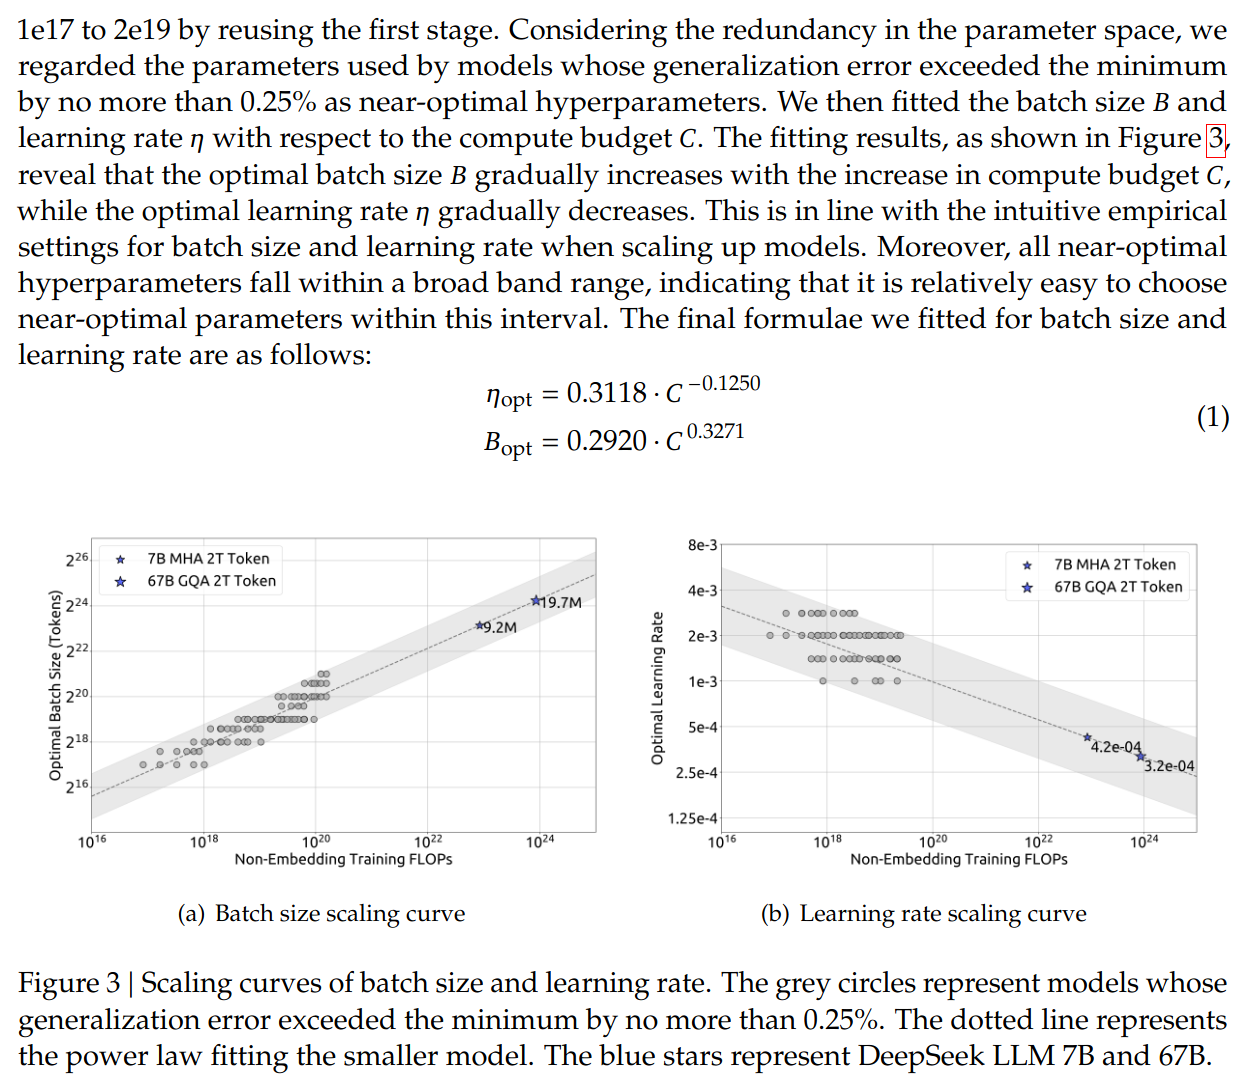 1e17 to 2e19 by reusing the first stage. Considering the redundancy in the parameter space, we
regarded the parameters used by models whose generalization error exceeded the minimum
by no more than 0.25% as near-optimal hyperparameters. We then fitted the batch size B and
learning rate η with respect to the compute budget C. The fitting results, as shown in Figure 3,
reveal that the optimal batch size B gradually increases with the increase in compute budget C,
while the optimal learning rate η gradually decreases. This is in line with the intuitive empirical
settings for batch size and learning rate when scaling up models. Moreover, all near-optimal
hyperparameters fall within a broad band range, indicating that it is relatively easy to choose
near-optimal parameters within this interval. The final formulae we fitted for batch size and
learning rate are as follows:
η_opt = 0.3118 · C^−0.1250
B_opt = 0.2920 · C^0.3271
(1)
Optimal Batch Size (Tokens)
2^26
2^24
2^22
2^20
2^18
2^16
7B MHA 2T Token
67B GQA 2T Token
19.7M
9.2M
10^16 10^18 10^20 10^22 10^24
Non-Embedding Training FLOPs
(a) Batch size scaling curve
Optimal Learning Rate
8e-3
4e-3
2e-3
1e-3
5e-4
2.5e-4
1.25e-4
7B MHA 2T Token
67B GQA 2T Token
4.2e-04
3.2e-04
10^16 10^18 10^20 10^22 10^24
Non-Embedding Training FLOPs
(b) Learning rate scaling curve
Figure 3 | Scaling curves of batch size and learning rate. The grey circles represent models whose
generalization error exceeded the minimum by no more than 0.25%. The dotted line represents
the power law fitting the smaller model. The blue stars represent DeepSeek LLM 7B and 67B.